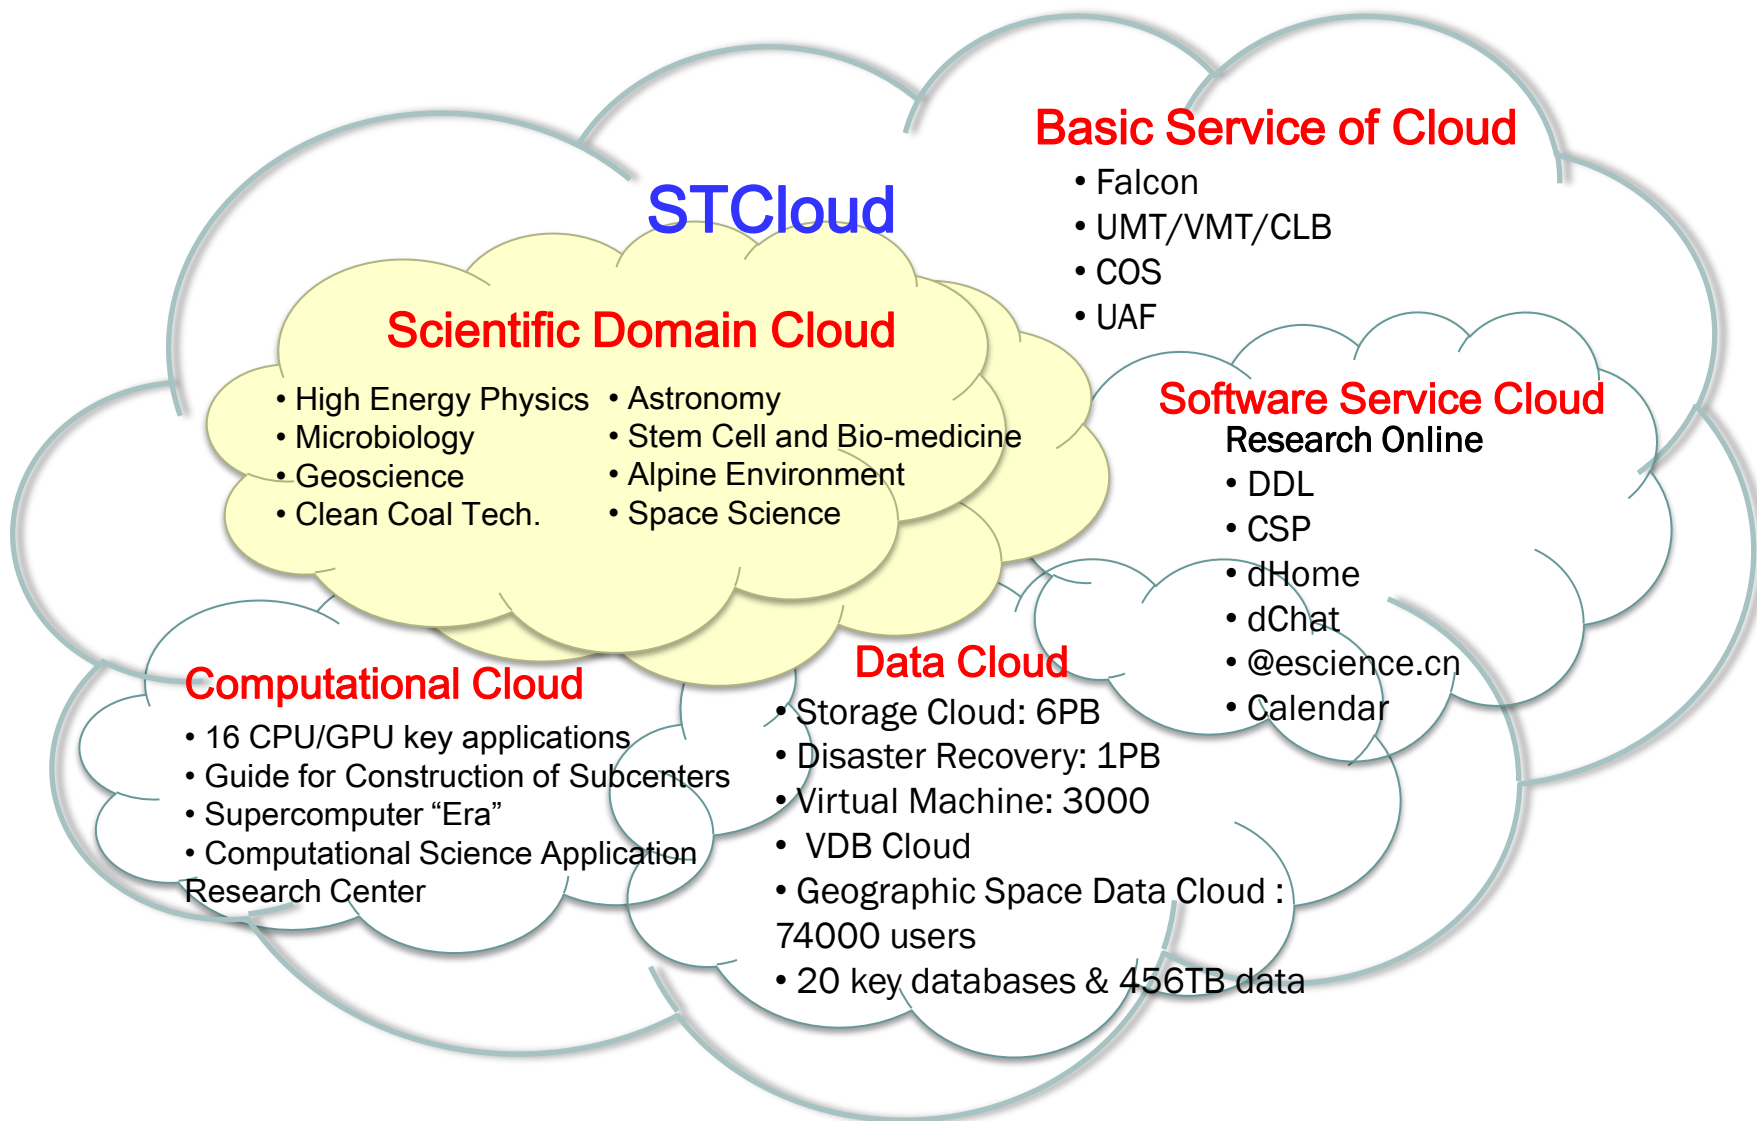 Basic Service of Cloud
• Falcon
• UMT/VMT/CLB
• COS
• UAF
STCloud
Scientific Domain Cloud
• High Energy Physics
• Microbiology
• Geoscience
• Clean Coal Tech.
• Astronomy
• Stem Cell and Bio-medicine
• Alpine Environment
• Space Science
Software Service Cloud
Research Online
• DDL
• CSP
• dHome
• dChat
• @escience.cn
• Calendar
Computational Cloud
• 16 CPU/GPU key applications
• Guide for Construction of Subcenters
• Supercomputer “Era”
• Computational Science Application
Research Center
Data Cloud
• Storage Cloud: 6PB
• Disaster Recovery: 1PB
• Virtual Machine: 3000
• VDB Cloud
• Geographic Space Data Cloud :
74000 users
• 20 key databases & 456TB data